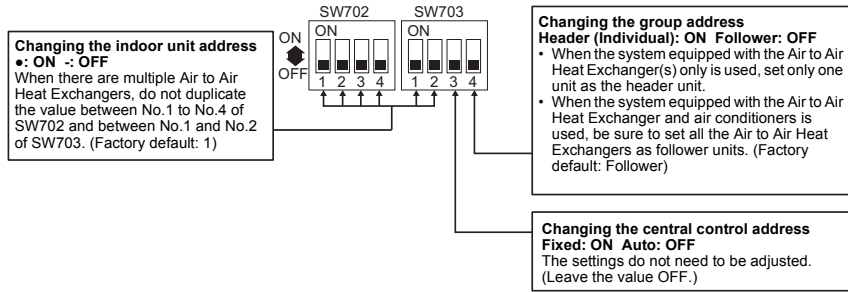 SW702 SW703
ON ON ON
OFF
1 2 3 4 1 2 3 4
Changing the indoor unit address
●: ON -: OFF
When there are multiple Air to Air
Heat Exchangers, do not duplicate
the value between No.1 to No.4 of
SW702 and between No.1 and No.2
of SW703. (Factory default: 1)
Changing the group address
Header (Individual): ON Follower: OFF
• When the system equipped with the Air to Air
Heat Exchanger(s) only is used, set only one
unit as the header unit.
• When the system equipped with the Air to Air
Heat Exchanger and air conditioners is
used, be sure to set all the Air to Air Heat
Exchangers as follower units. (Factory
default: Follower)
Changing the central control address
Fixed: ON Auto: OFF
The settings do not need to be adjusted.
(Leave the value OFF.)